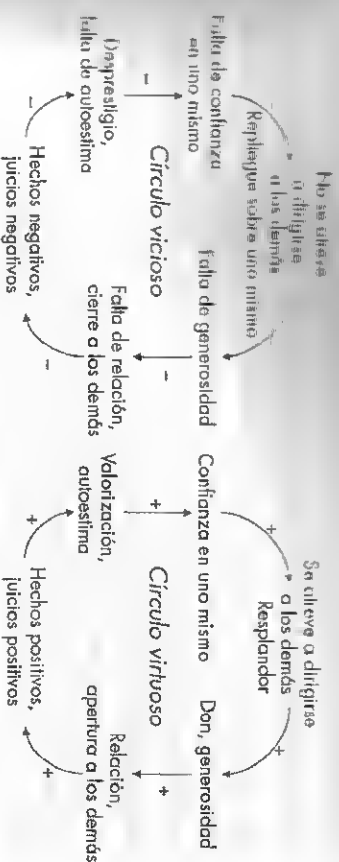 No se atreve
a dirigirse
a los demás
Repliegue sobre uno mismo
Falta de confianza
en uno mismo
Falta de generosidad
Círculo vicioso
Desprestigio,
falta de autoestima
Falta de relación,
cierre a los demás
Hechos negativos,
juicios negativos
−
−
−
−
Se atreve a dirigirse
a los demás
Resplandor
+
+
Confianza en uno mismo
Don, generosidad
+
Círculo virtuoso
+
Valorización,
autoestima
Relación,
apertura a los demás
+
+
Hechos positivos,
juicios positivos